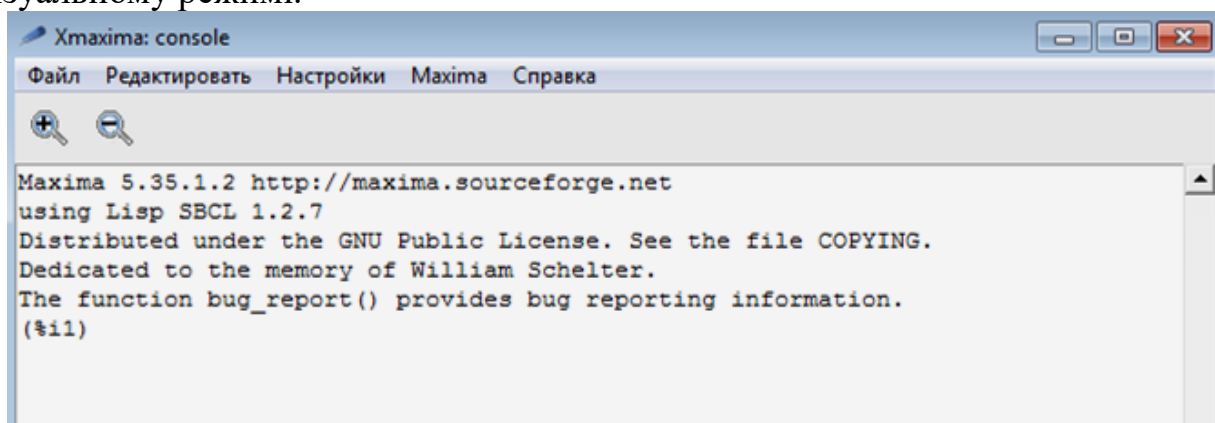 зуальному режимі.
Xmaxima: console
Файл Редактировать Настройки Maxima Справка
Maxima 5.35.1.2 http://maxima.sourceforge.net
using Lisp SBCL 1.2.7
Distributed under the GNU Public License. See the file COPYING.
Dedicated to the memory of William Schelter.
The function bug_report() provides bug reporting information.
(%i1)